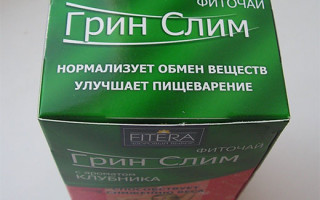 ФИТОЧАЙ
Грин Слим
НОРМАЛИЗУЕТ ОБМЕН ВЕЩЕСТВ
УЛУЧШАЕТ ПИЩЕВАРЕНИЕ
FITERA
ФИТОЧАЙ
Грин Слим
КЛУБНИКА